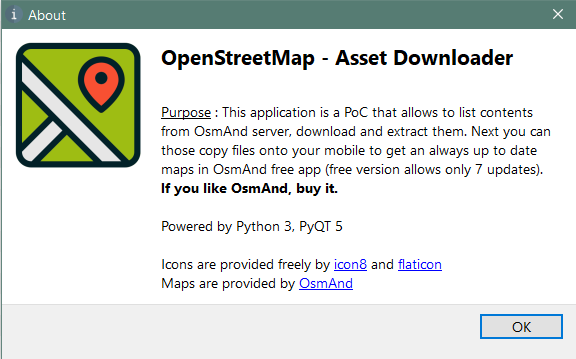 About
OpenStreetMap - Asset Downloader
Purpose : This application is a PoC that allows to list contents
from OsmAnd server, download and extract them. Next you can
those copy files onto your mobile to get an always up to date
maps in OsmAnd free app (free version allows only 7 updates).
If you like OsmAnd, buy it.
Powered by Python 3, PyQT 5
Icons are provided freely by icon8 and flaticon
Maps are provided by OsmAnd
OK